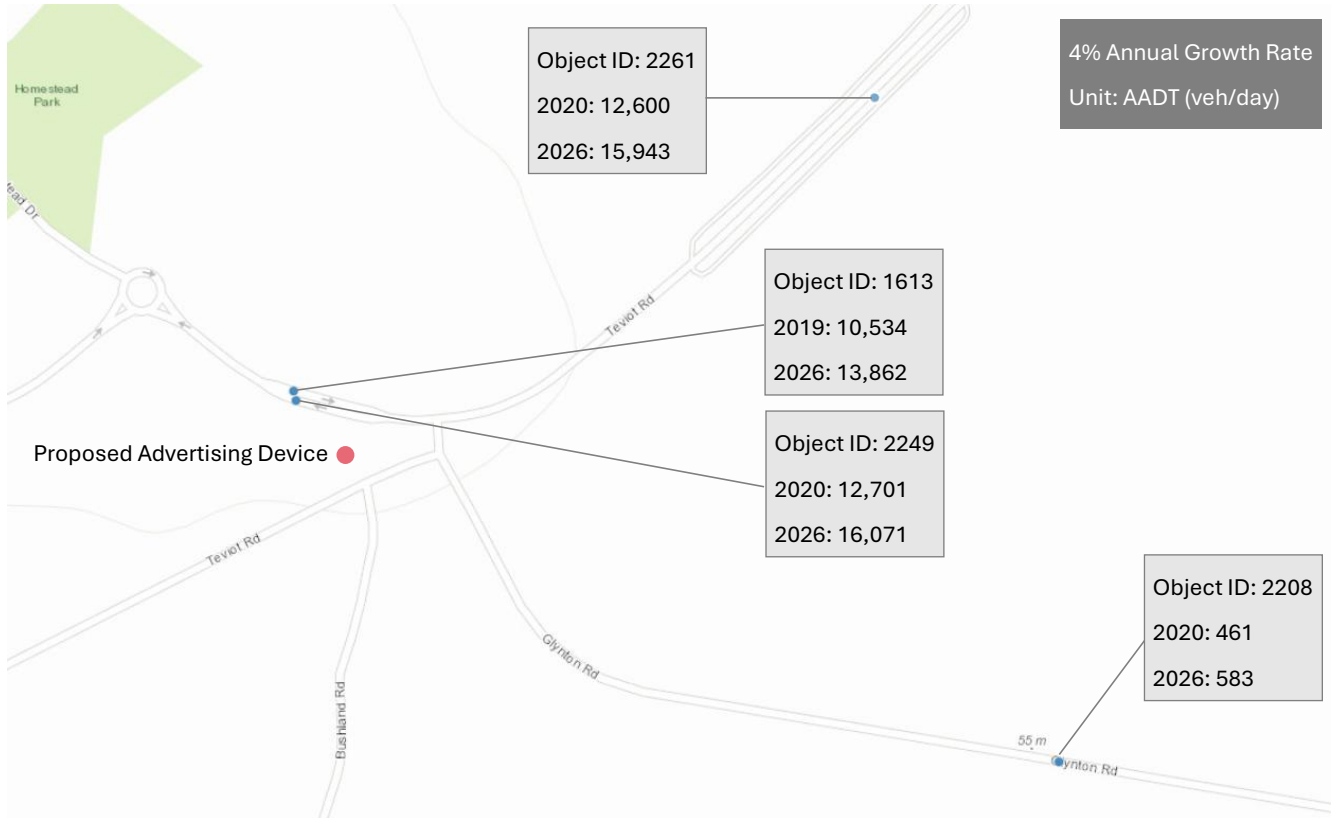 Object ID: 2261
2020: 12,600
2026: 15,943
4% Annual Growth Rate
Unit: AADT (veh/day)
Homestead
Park
tead Dr
Object ID: 1613
2019: 10,534
2026: 13,862
Teviot Rd
Object ID: 2249
2020: 12,701
2026: 16,071
Proposed Advertising Device
Teviot Rd
Object ID: 2208
2020: 461
2026: 583
Glynton Rd
Bushland Rd
55 m
Glynton Rd